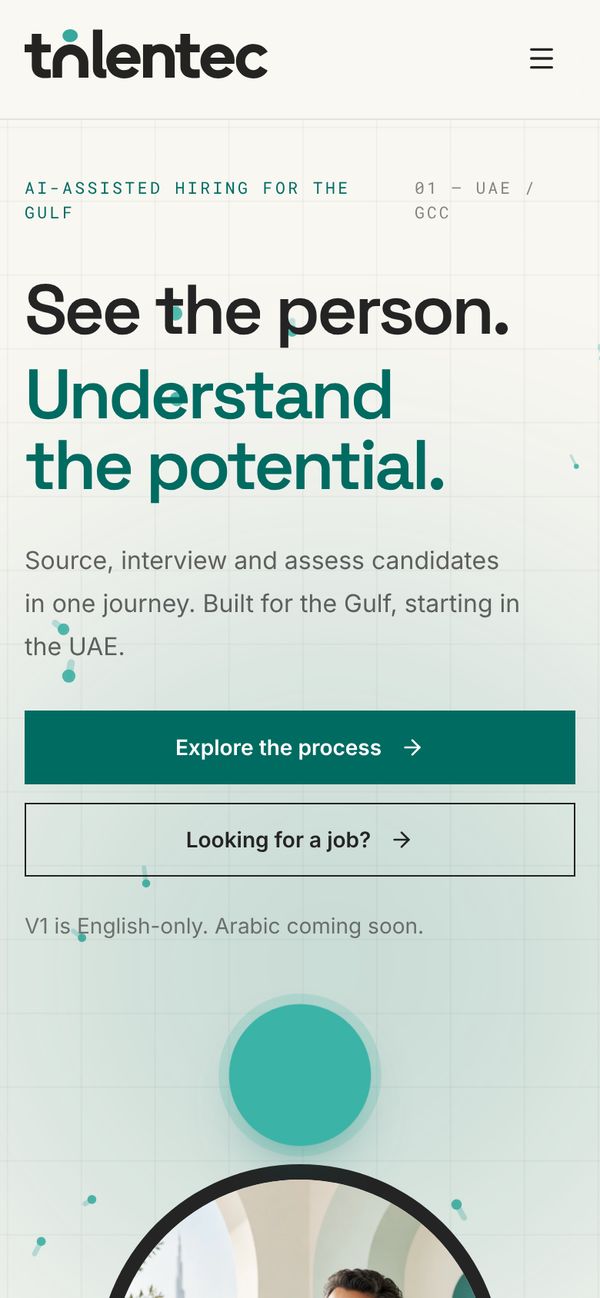 talentec
AI-ASSISTED HIRING FOR THE
GULF
01 — UAE /
GCC
See the person.
Understand
the potential.
Source, interview and assess candidates
in one journey. Built for the Gulf, starting in
the UAE.
Explore the process →
Looking for a job? →
V1 is English-only. Arabic coming soon.